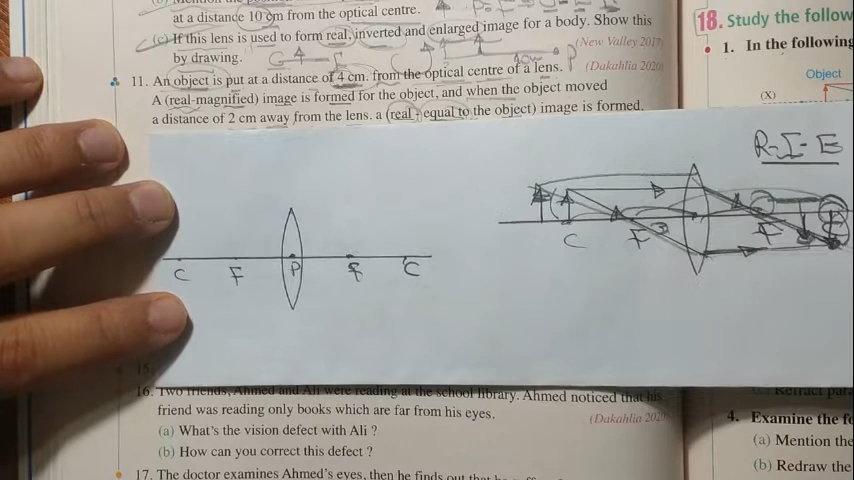 at a distance 10 cm from the optical centre.
(c) If this lens is used to form real, inverted and enlarged image for a body. Show this
by drawing.
(New Valley 2017)
11. An object is put at a distance of 4 cm. from the optical centre of a lens.
(Dakahlia 2020)
A (real-magnified) image is formed for the object, and when the object moved
a distance of 2 cm away from the lens. a (real - equal to the object) image is formed.
18. Study the follow
1. In the following
Object
(X)
R-I-E
C F P F C
C F F
15.
16. Two friends, Ahmed and Ali were reading at the school library. Ahmed noticed that his
friend was reading only books which are far from his eyes.
(Dakahlia 2020)
(a) What's the vision defect with Ali ?
(b) How can you correct this defect ?
17. The doctor examines Ahmed's eyes, then he finds out that he
4. Examine the fo
(a) Mention the
(b) Redraw the